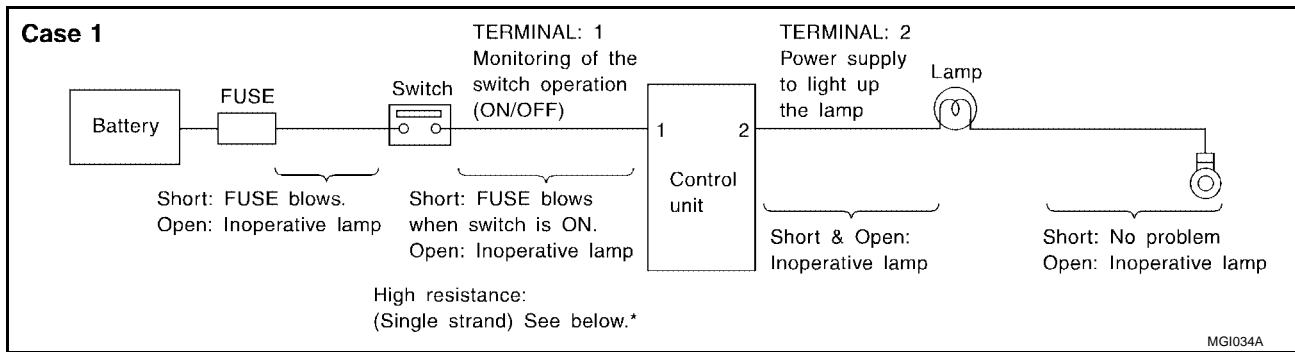 Case 1
TERMINAL: 1
Monitoring of the
switch operation
(ON/OFF)
TERMINAL: 2
Power supply
to light up
the lamp
Lamp
FUSE
Switch
Battery
1
2
Control
unit
Short: FUSE blows.
Open: Inoperative lamp
Short: FUSE blows
when switch is ON.
Open: Inoperative lamp
Short & Open:
Inoperative lamp
Short: No problem
Open: Inoperative lamp
High resistance:
(Single strand) See below.*
MGI034A